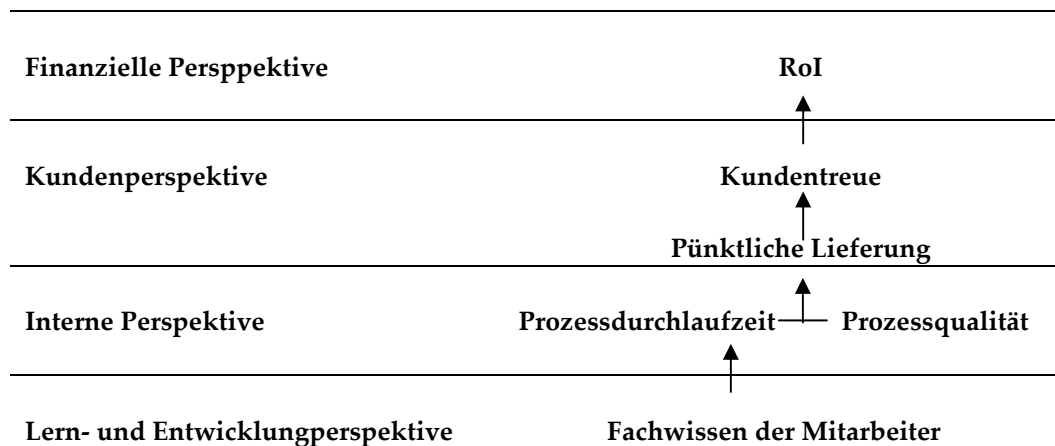 Finanzielle Persppektive RoI
Kundenperspektive Kundentreue
Pünktliche Lieferung
Interne Perspektive Prozessdurchlaufzeit Prozessqualität
Lern- und Entwicklungperspektive Fachwissen der Mitarbeiter